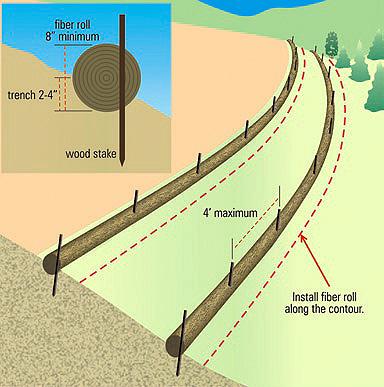 fiber roll
8" minimum
trench 2-4"
wood stake
4' maximum
Install fiber roll
along the contour.